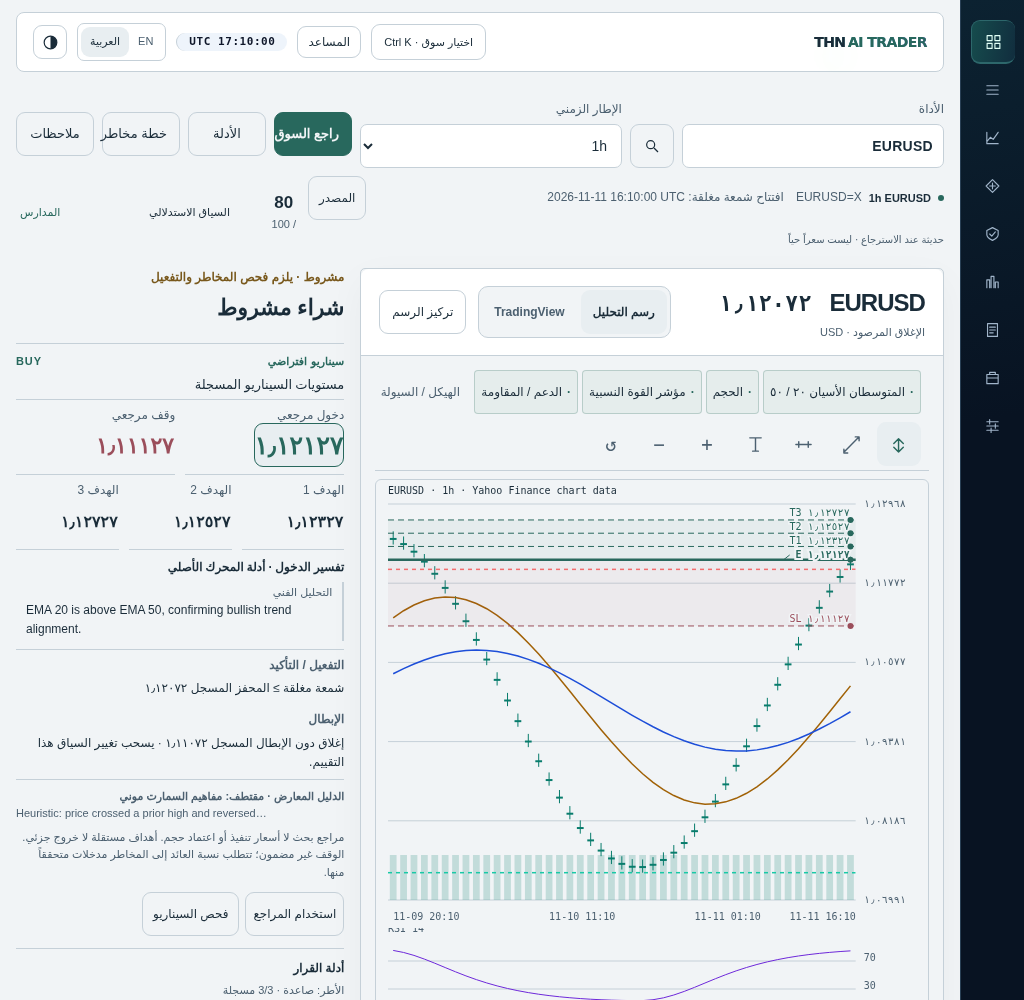 THN AI TRADER
اختيار سوق · Ctrl K
المساعد
UTC 17:10:00
EN
العربية
الأداة
الإطار الزمني
EURUSD
1h
راجع السوق
الأدلة
خطة مخاطر
ملاحظات
1h EURUSD EURUSD=X افتتاح شمعة مغلقة: 2026-11-11 16:10:00 UTC
حديثة عند الاسترجاع · ليست سعراً حياً
المصدر
80
/ 100
السياق الاستدلالي
المدارس
EURUSD ١٫١٢٠٧٢
الإغلاق المرصود · USD
رسم التحليل
TradingView
تركيز الرسم
· المتوسطان الأسيان ٢٠ / ٥٠
· مؤشر القوة النسبية
· الحجم
· الدعم / المقاومة
الهيكل / السيولة
EURUSD · 1h · Yahoo Finance chart data
١٫١٢٩٦٨
T3 ١٫١٢٧٢٧
T2 ١٫١٢٥٢٧
T1 ١٫١٢٣٢٧
E ١٫١٢١٢٧
١٫١١٧٧٢
SL ١٫١١١٢٧
١٫١٠٥٧٧
١٫٠٩٣٨١
١٫٠٨١٨٦
١٫٠٦٩٩١
11-09 20:10
11-10 11:10
11-11 01:10
11-11 16:10
RSI 14
70
30
مشروط · يلزم فحص المخاطر والتفعيل
شراء مشروط
سيناريو افتراضي
BUY
مستويات السيناريو المسجلة
دخول مرجعي
١٫١٢١٢٧
وقف مرجعي
١٫١١١٢٧
الهدف 1
١٫١٢٣٢٧
الهدف 2
١٫١٢٥٢٧
الهدف 3
١٫١٢٧٢٧
تفسير الدخول · أدلة المحرك الأصلي
التحليل الفني
EMA 20 is above EMA 50, confirming bullish trend
alignment.
التفعيل / التأكيد
شمعة مغلقة ≥ المحفز المسجل ١٫١٢٠٧٢
الإبطال
إغلاق دون الإبطال المسجل ١٫١١٠٧٢ · يسحب تغيير السياق هذا
التقييم.
الدليل المعارض · مقتطف: مفاهيم السمارت موني
Heuristic: price crossed a prior high and reversed…
مراجع بحث لا أسعار تنفيذ أو اعتماد حجم. أهداف مستقلة لا خروج جزئي.
الوقف غير مضمون؛ تتطلب نسبة العائد إلى المخاطر مدخلات متحققاً
منها.
استخدام المراجع
فحص السيناريو
أدلة القرار
الأطر: صاعدة · 3/3 مسجلة